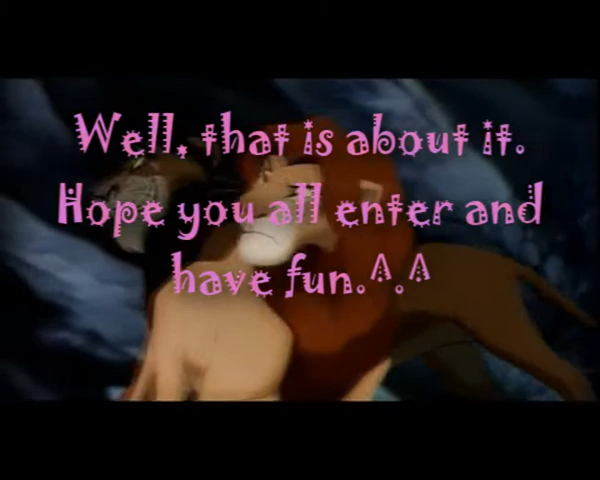 Well, that is about it.
Hope you all enter and
have fun.^.^